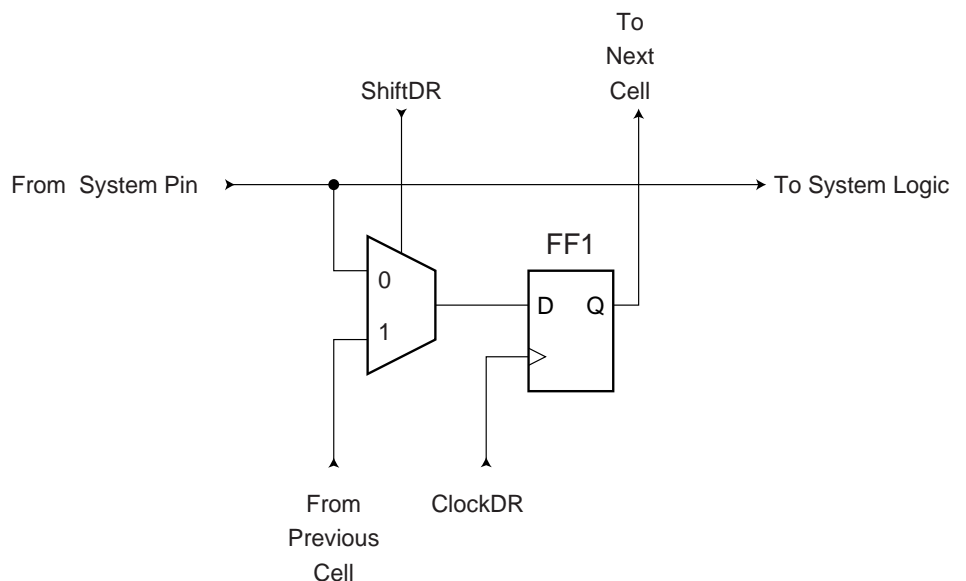 To
Next
Cell
ShiftDR
From System Pin
To System Logic
FF1
0
D Q
1
From
Previous
Cell
ClockDR